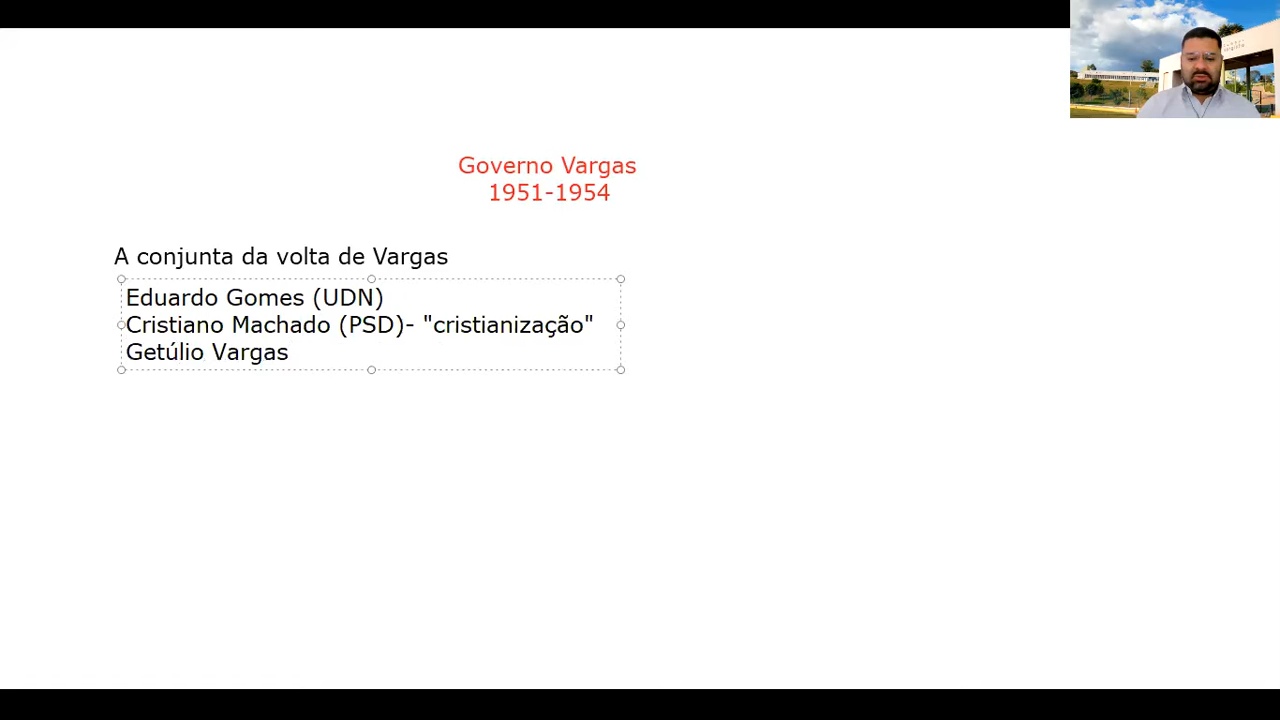 Governo Vargas
1951-1954
A conjunta da volta de Vargas
Eduardo Gomes (UDN)
Cristiano Machado (PSD)- "cristianização"
Getúlio Vargas